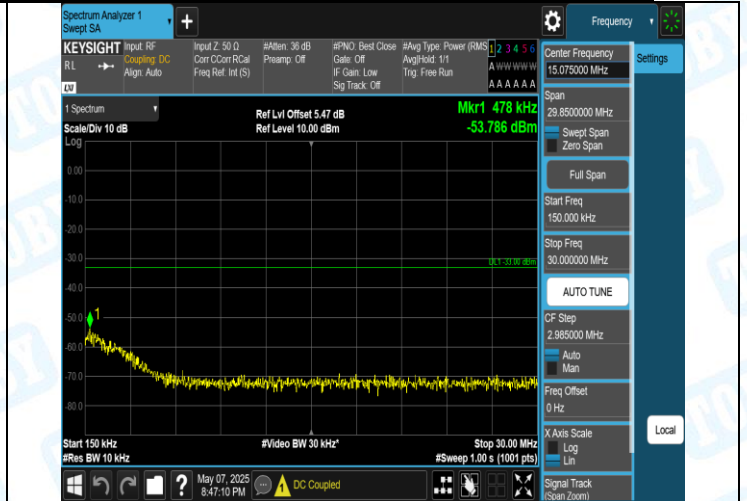 Spectrum Analyzer 1
Swept SA
+
Frequency
KEYSIGHT
RL
Input: RF
Coupling: DC
Align: Auto
Input Z: 50 Ω
Corr CCorr RCal
Freq Ref: Int (S)
#Atten: 36 dB
Preamp: Off
#PNO: Best Close
Gate: Off
IF Gain: Low
Sig Track: Off
#Avg Type: Power (RMS
Avg|Hold: 1/1
Trig: Free Run
1 2 3 4 5 6
A W W W W W
A A A A A A
LXI
1 Spectrum
Scale/Div 10 dB
Log
Ref Lvl Offset 5.47 dB
Ref Level 10.00 dBm
Mkr1 478 kHz
-53.786 dBm
0.00
-10.0
-20.0
-30.0
DL1 -33.00 dBm
-40.0
-50.0
1
-60.0
-70.0
-80.0
Start 150 kHz
#Res BW 10 kHz
#Video BW 30 kHz*
Stop 30.00 MHz
#Sweep 1.00 s (1001 pts)
?
May 07, 2025
8:47:10 PM
DC Coupled
Center Frequency
15.075000 MHz
Settings
Span
29.8500000 MHz
Swept Span
Zero Span
Full Span
Start Freq
150.000 kHz
Stop Freq
30.000000 MHz
AUTO TUNE
CF Step
2.985000 MHz
Auto
Man
Freq Offset
0 Hz
X Axis Scale
Log
Lin
Local
Signal Track
(Span Zoom)